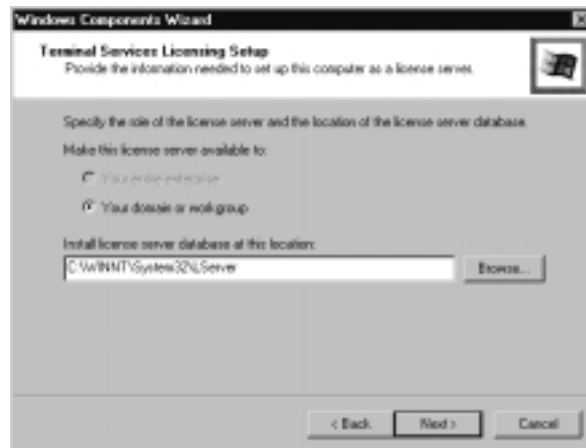 Windows Components Wizard
Terminal Services Licensing Setup
Provide the information needed to set up this computer as a license server.
Specify the role of the license server and the location of the license server database.
Make this license server available to:
Your entire enterprise
Your domain or workgroup
Install license server database at this location:
C:\WINNT\System32\LServer
Browse...
< Back
Next >
Cancel